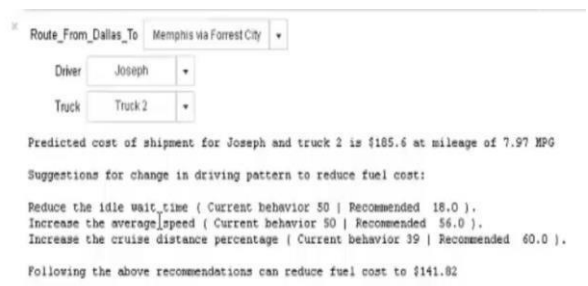 Route_From_Dallas_To Memphis via Forrest City
Driver Joseph
Truck Truck 2
Predicted cost of shipment for Joseph and truck 2 is $185.6 at mileage of 7.97 MPG
Suggestions for change in driving pattern to reduce fuel cost:
Reduce the idle wait_time ( Current behavior 50 | Recommended 18.0 ).
Increase the average speed ( Current behavior 50 | Recommended 56.0 ).
Increase the cruise distance percentage ( Current behavior 39 | Recommended 60.0 ).
Following the above recommendations can reduce fuel cost to $141.82